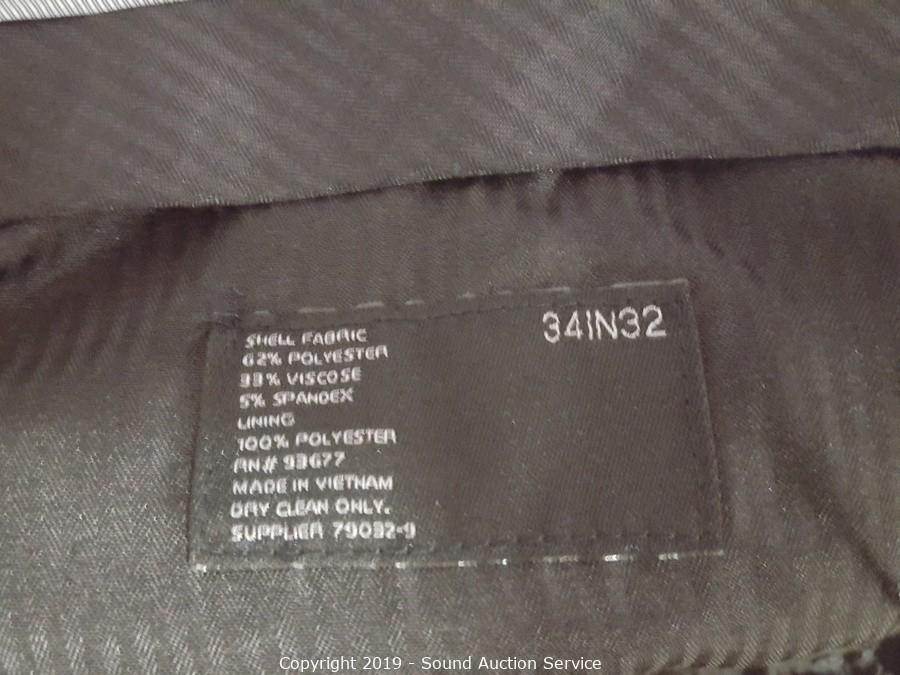 SHELL FABRIC
62% POLYESTER
33% VISCOSE
5% SPANDEX
LINING
100% POLYESTER
RN# 93677
MADE IN VIETNAM
DRY CLEAN ONLY.
SUPPLIER 79032-9
34IN32
Copyright 2019 - Sound Auction Service